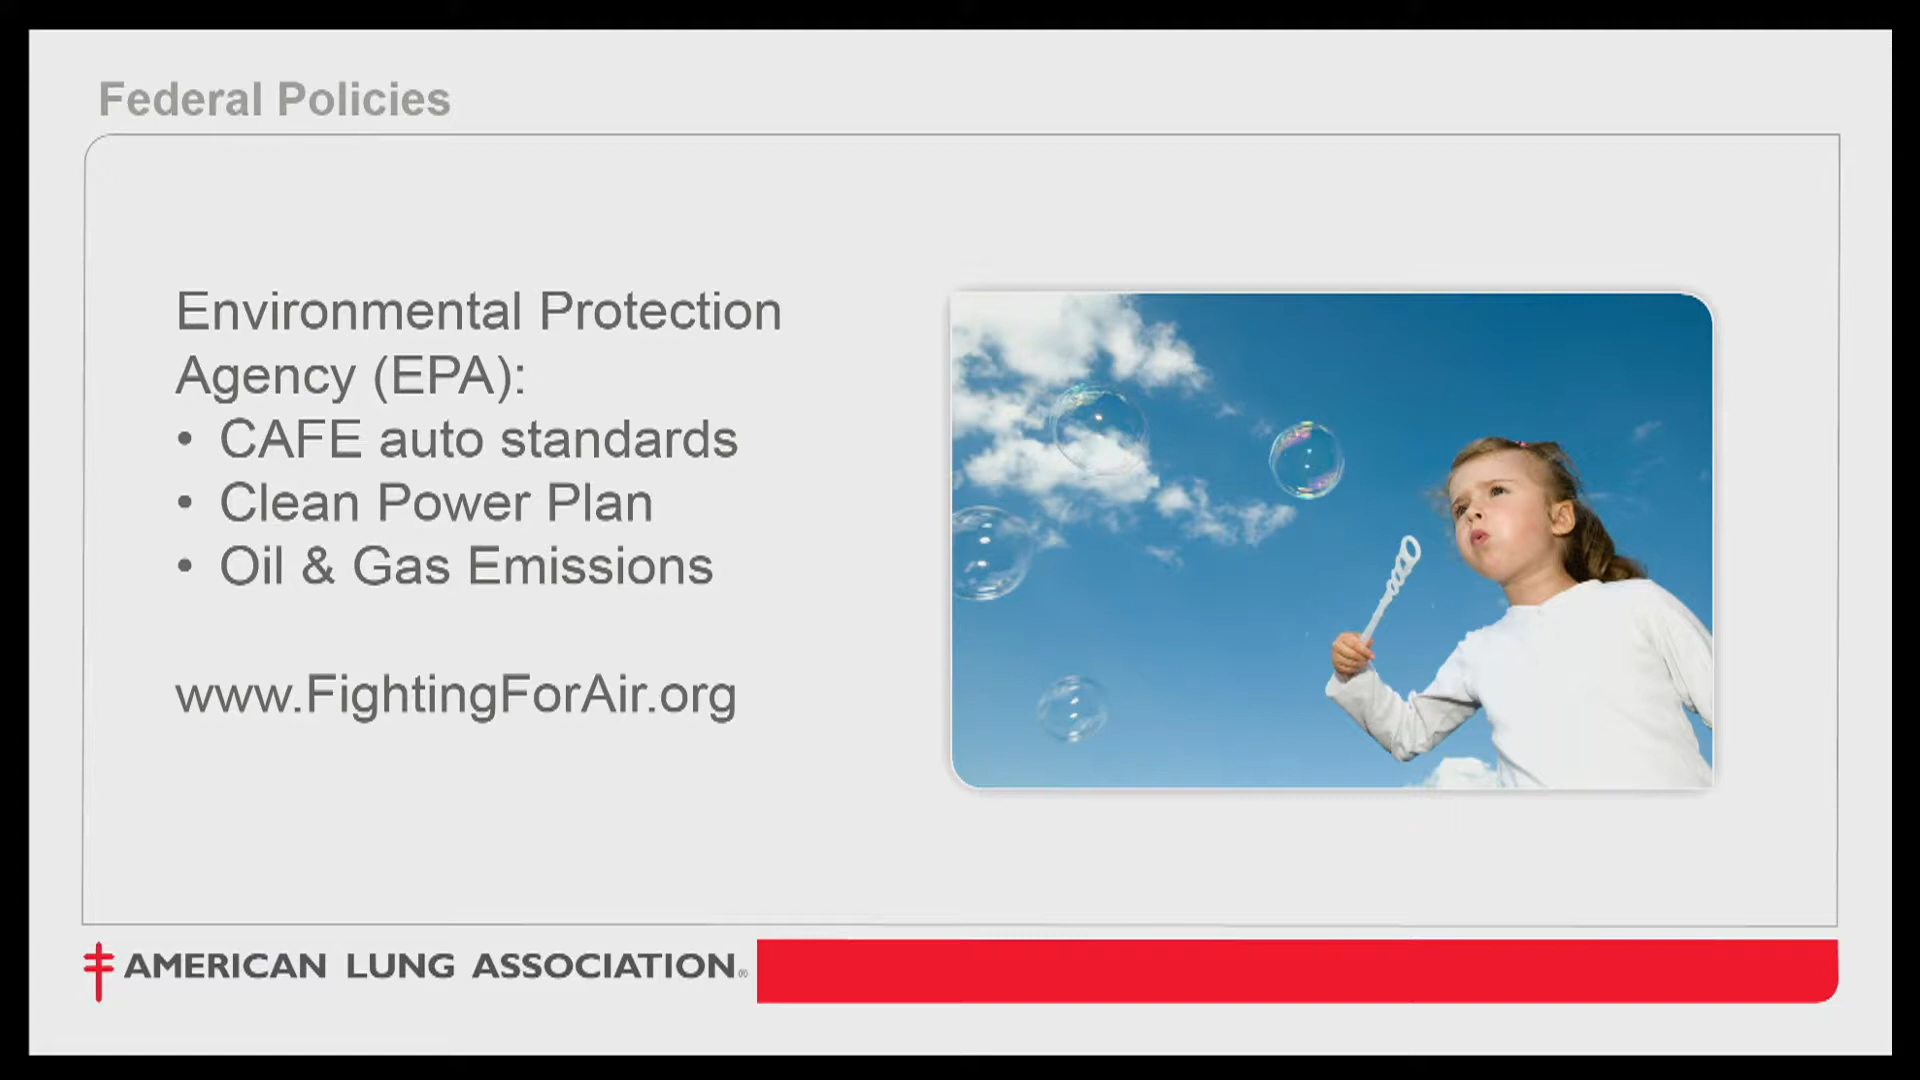 Federal Policies
Environmental Protection
Agency (EPA):
• CAFE auto standards
• Clean Power Plan
• Oil & Gas Emissions
www.FightingForAir.org
AMERICAN LUNG ASSOCIATION®